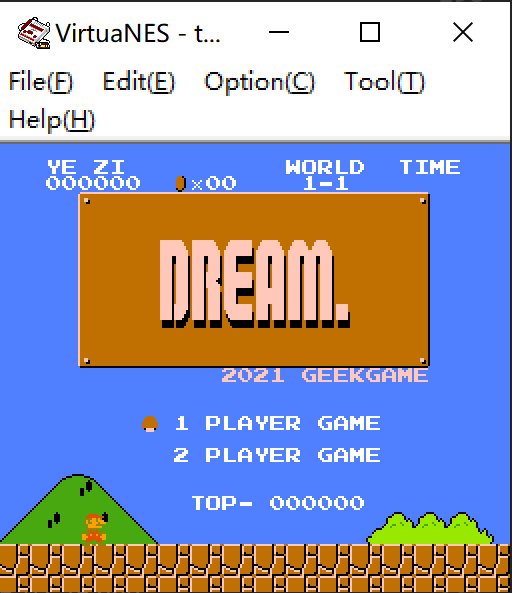 VirtuaNES - t...
File(F) Edit(E) Option(C) Tool(T)
Help(H)
YE ZI WORLD TIME
000000 x00 1-1
DREAM.
2021 GEEKGAME
1 PLAYER GAME
2 PLAYER GAME
TOP- 000000